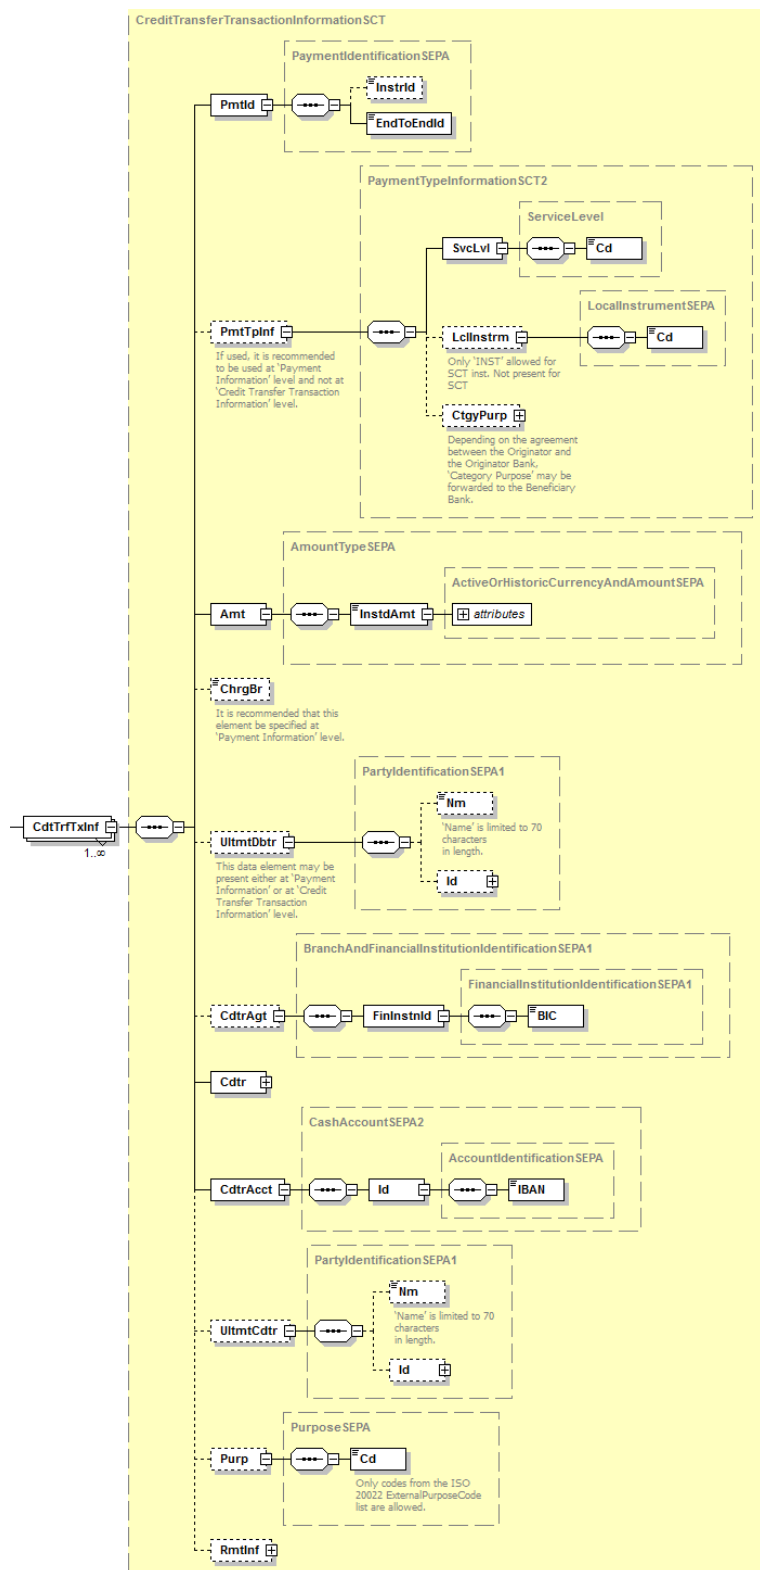 CreditTransferTransactionInformationSCT
PaymentIdentificationSEPA
InstrId
PmtId
EndToEndId
PaymentTypeInformationSCT2
ServiceLevel
SvcLvl
Cd
LocalInstrumentSEPA
PmtTpInf
LclInstrm
Cd
If used, it is recommended
to be used at 'Payment
Information' level and not at
'Credit Transfer Transaction
Information' level.
Only 'INST' allowed for
SCT inst. Not present for
SCT
CtgyPurp
Depending on the agreement
between the Originator and
the Originator Bank,
'Category Purpose' may be
forwarded to the Beneficiary
Bank.
AmountTypeSEPA
ActiveOrHistoricCurrencyAndAmountSEPA
Amt
InstdAmt
attributes
ChrgBr
It is recommended that this
element be specified at
'Payment Information' level.
PartyIdentificationSEPA1
Nm
'Name' is limited to 70
characters
in length.
CdtTrfTxInf
1..∞
UltmtDbtr
This data element may be
present either at 'Payment
Information' or at 'Credit
Transfer Transaction
Information' level.
Id
BranchAndFinancialInstitutionIdentificationSEPA1
FinancialInstitutionIdentificationSEPA1
CdtrAgt
FinInstnId
BIC
Cdtr
CashAccountSEPA2
AccountIdentificationSEPA
CdtrAcct
Id
IBAN
PartyIdentificationSEPA1
Nm
'Name' is limited to 70
characters
in length.
UltmtCdtr
Id
PurposeSEPA
Purp
Cd
Only codes from the ISO
20022 ExternalPurposeCode
list are allowed.
RmtInf